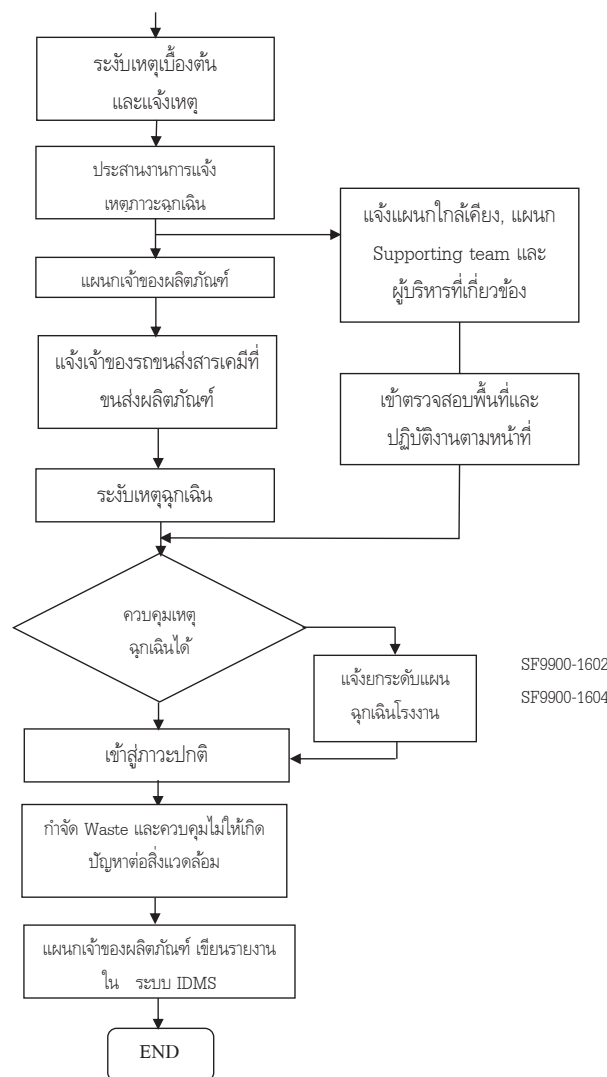 ระงับเหตุเบื้องต้น
และแจ้งเหตุ
ประสานงานการแจ้ง
เหตุภาวะฉุกเฉิน
แจ้งแผนกใกล้เคียง, แผนก
Supporting team และ
ผู้บริหารที่เกี่ยวข้อง
แผนกเจ้าของผลิตภัณฑ์
แจ้งเจ้าของรถขนส่งสารเคมีที่
ขนส่งผลิตภัณฑ์
เข้าตรวจสอบพื้นที่และ
ปฏิบัติงานตามหน้าที่
ระงับเหตุฉุกเฉิน
ควบคุมเหตุ
ฉุกเฉินได้
แจ้งยกระดับแผน
ฉุกเฉินโรงงาน
SF9900-1602
SF9900-1604
เข้าสู่ภาวะปกติ
กำจัด Waste และควบคุมไม่ให้เกิด
ปัญหาต่อสิ่งแวดล้อม
แผนกเจ้าของผลิตภัณฑ์ เขียนรายงาน
ใน ระบบ IDMS
END